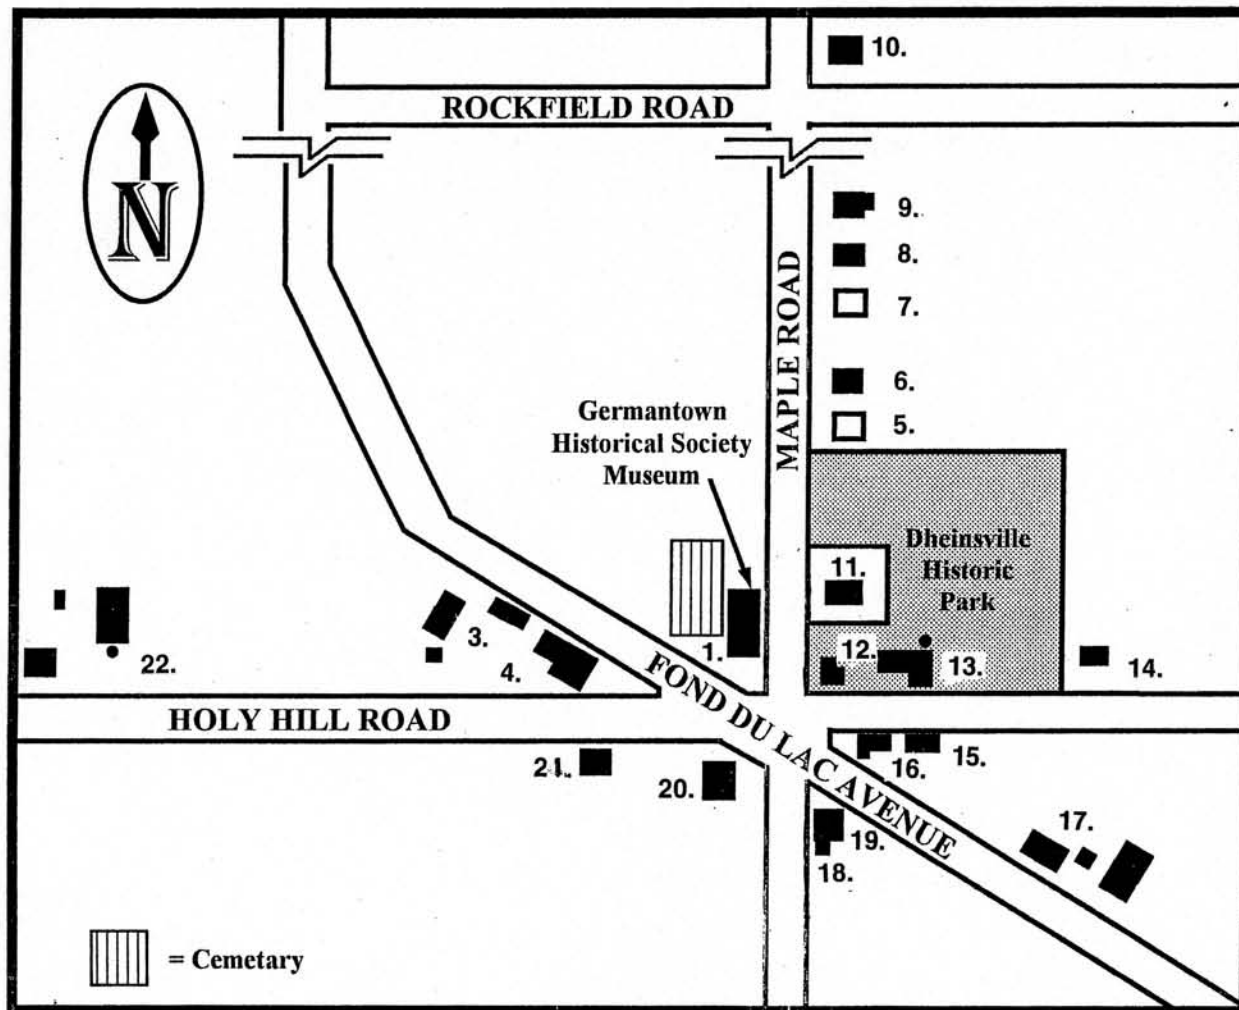 10.
ROCKFIELD ROAD
N
9.
8.
7.
MAPLE ROAD
6.
5.
Germantown
Historical Society
Museum
Dheinsville
Historic
Park
11.
3.
4.
1.
12.
13.
14.
22.
FOND DU LAC AVENUE
HOLY HILL ROAD
21.
20.
16.
15.
17.
19.
18.
= Cemetary